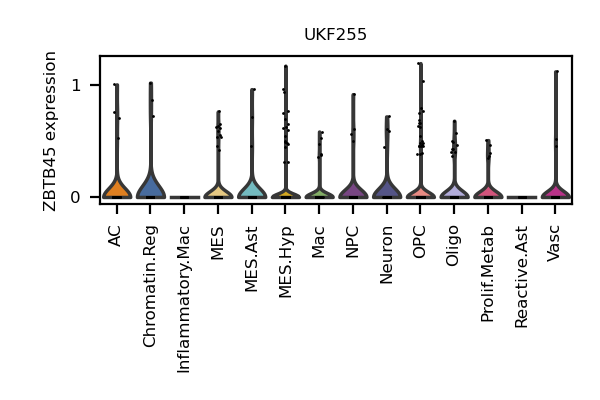 UKF255
ZBTB45 expression
1
0
AC
Chromatin.Reg
Inflammatory.Mac
MES
MES.Ast
MES.Hyp
Mac
NPC
Neuron
OPC
Oligo
Prolif.Metab
Reactive.Ast
Vasc